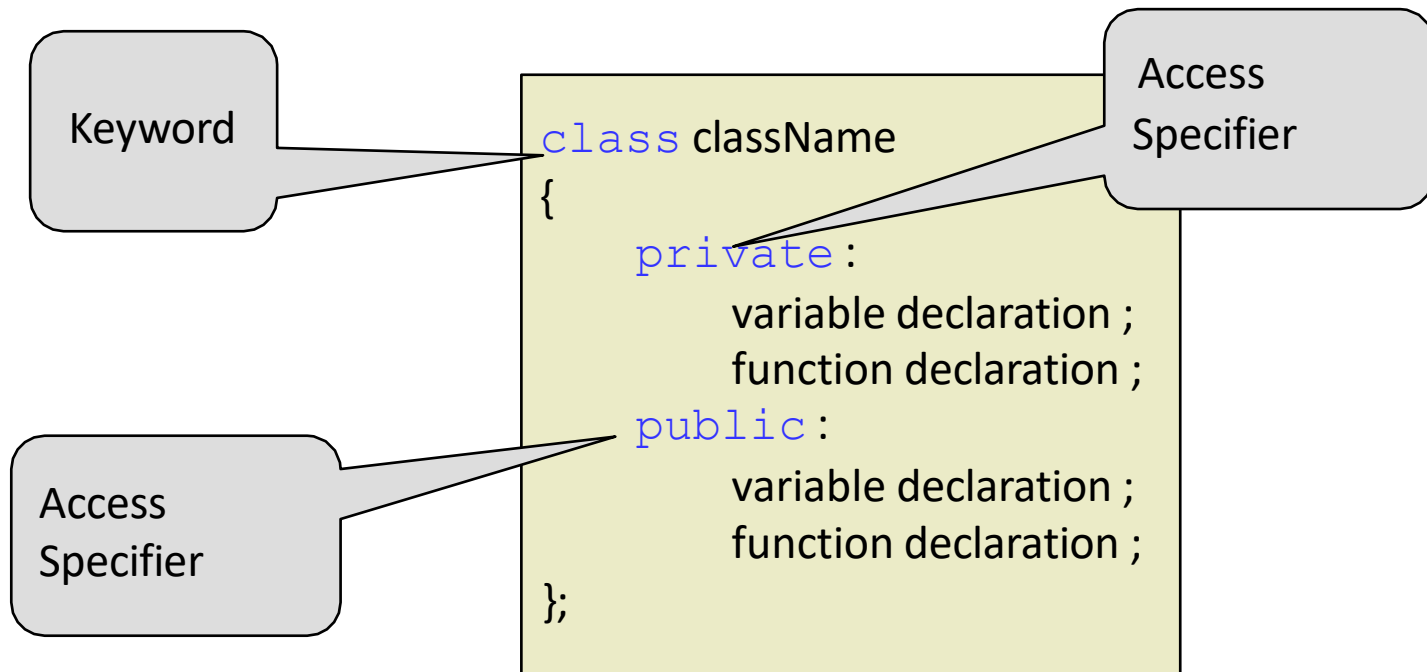 Keyword
Access
Specifier
class className
{
private:
variable declaration ;
function declaration ;
public:
variable declaration ;
function declaration ;
};
Access
Specifier